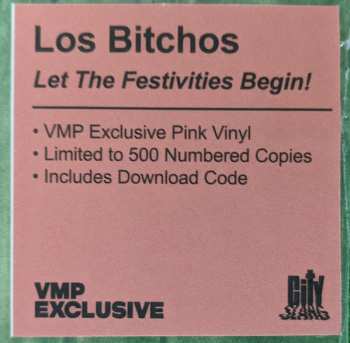 Los Bitchos
Let The Festivities Begin!
• VMP Exclusive Pink Vinyl
• Limited to 500 Numbered Copies
• Includes Download Code
VMP
EXCLUSIVE
City
SLANG